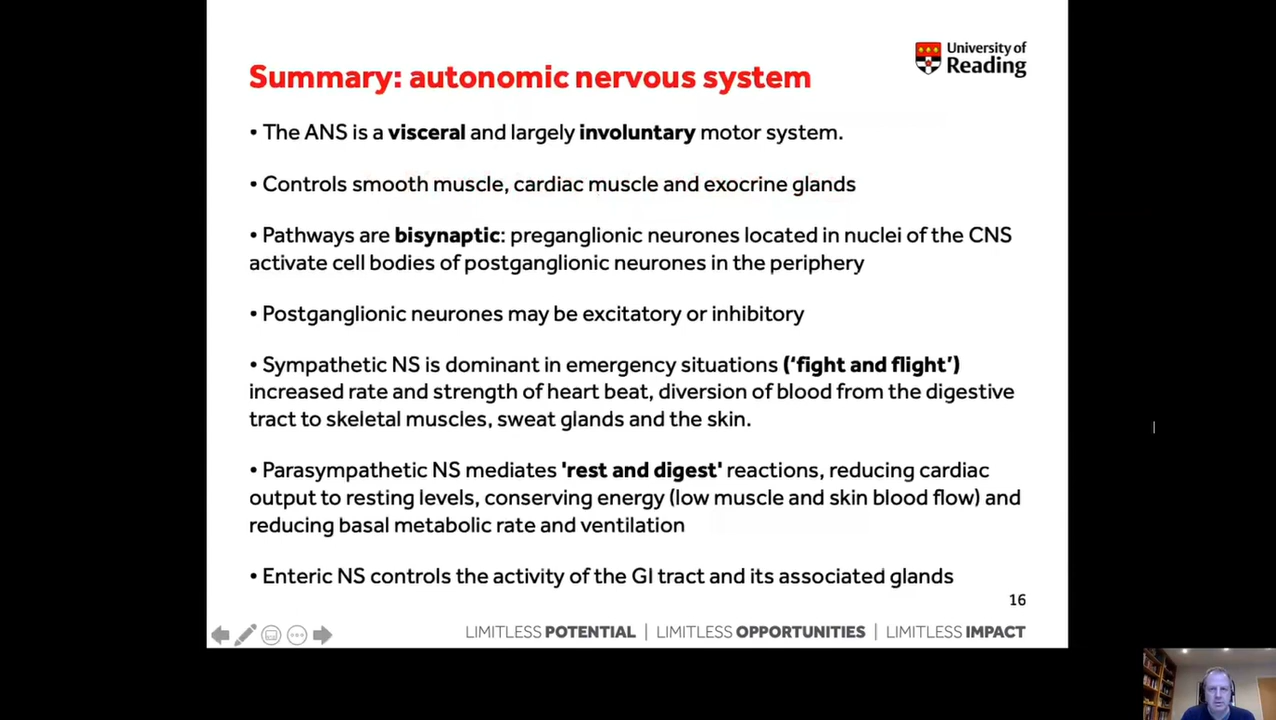 University of
Reading
Summary: autonomic nervous system
• The ANS is a visceral and largely involuntary motor system.
• Controls smooth muscle, cardiac muscle and exocrine glands
• Pathways are bisynaptic: preganglionic neurones located in nuclei of the CNS
activate cell bodies of postganglionic neurones in the periphery
• Postganglionic neurones may be excitatory or inhibitory
• Sympathetic NS is dominant in emergency situations (‘fight and flight’)
increased rate and strength of heart beat, diversion of blood from the digestive
tract to skeletal muscles, sweat glands and the skin.
• Parasympathetic NS mediates 'rest and digest' reactions, reducing cardiac
output to resting levels, conserving energy (low muscle and skin blood flow) and
reducing basal metabolic rate and ventilation
• Enteric NS controls the activity of the GI tract and its associated glands
16
LIMITLESS POTENTIAL | LIMITLESS OPPORTUNITIES | LIMITLESS IMPACT